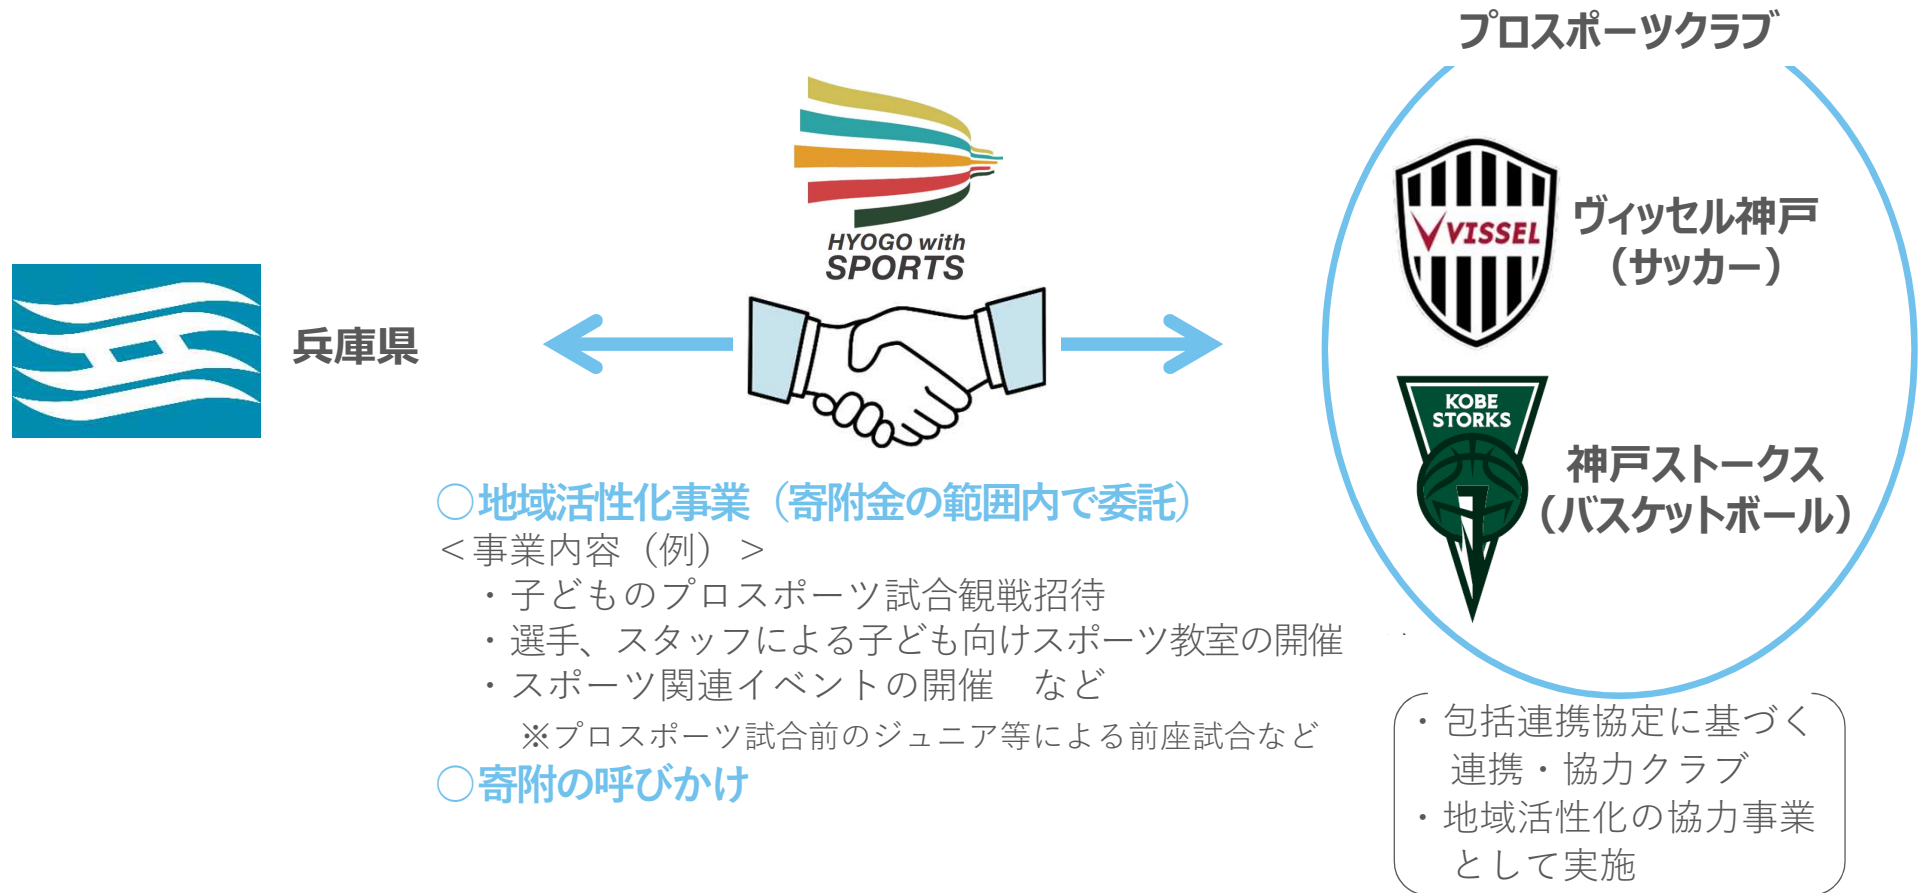 プロスポーツクラブ
HYOGO with
SPORTS
兵庫県
VISSEL
ヴィッセル神戸
（サッカー）
KOBE
STORKS
神戸ストークス
（バスケットボール）
○地域活性化事業（寄附金の範囲内で委託）
＜事業内容（例）＞
・子どものプロスポーツ試合観戦招待
・選手、スタッフによる子ども向けスポーツ教室の開催
・スポーツ関連イベントの開催　など
※プロスポーツ試合前のジュニア等による前座試合など
○寄附の呼びかけ
・包括連携協定に基づく
連携・協力クラブ
・地域活性化の協力事業
として実施